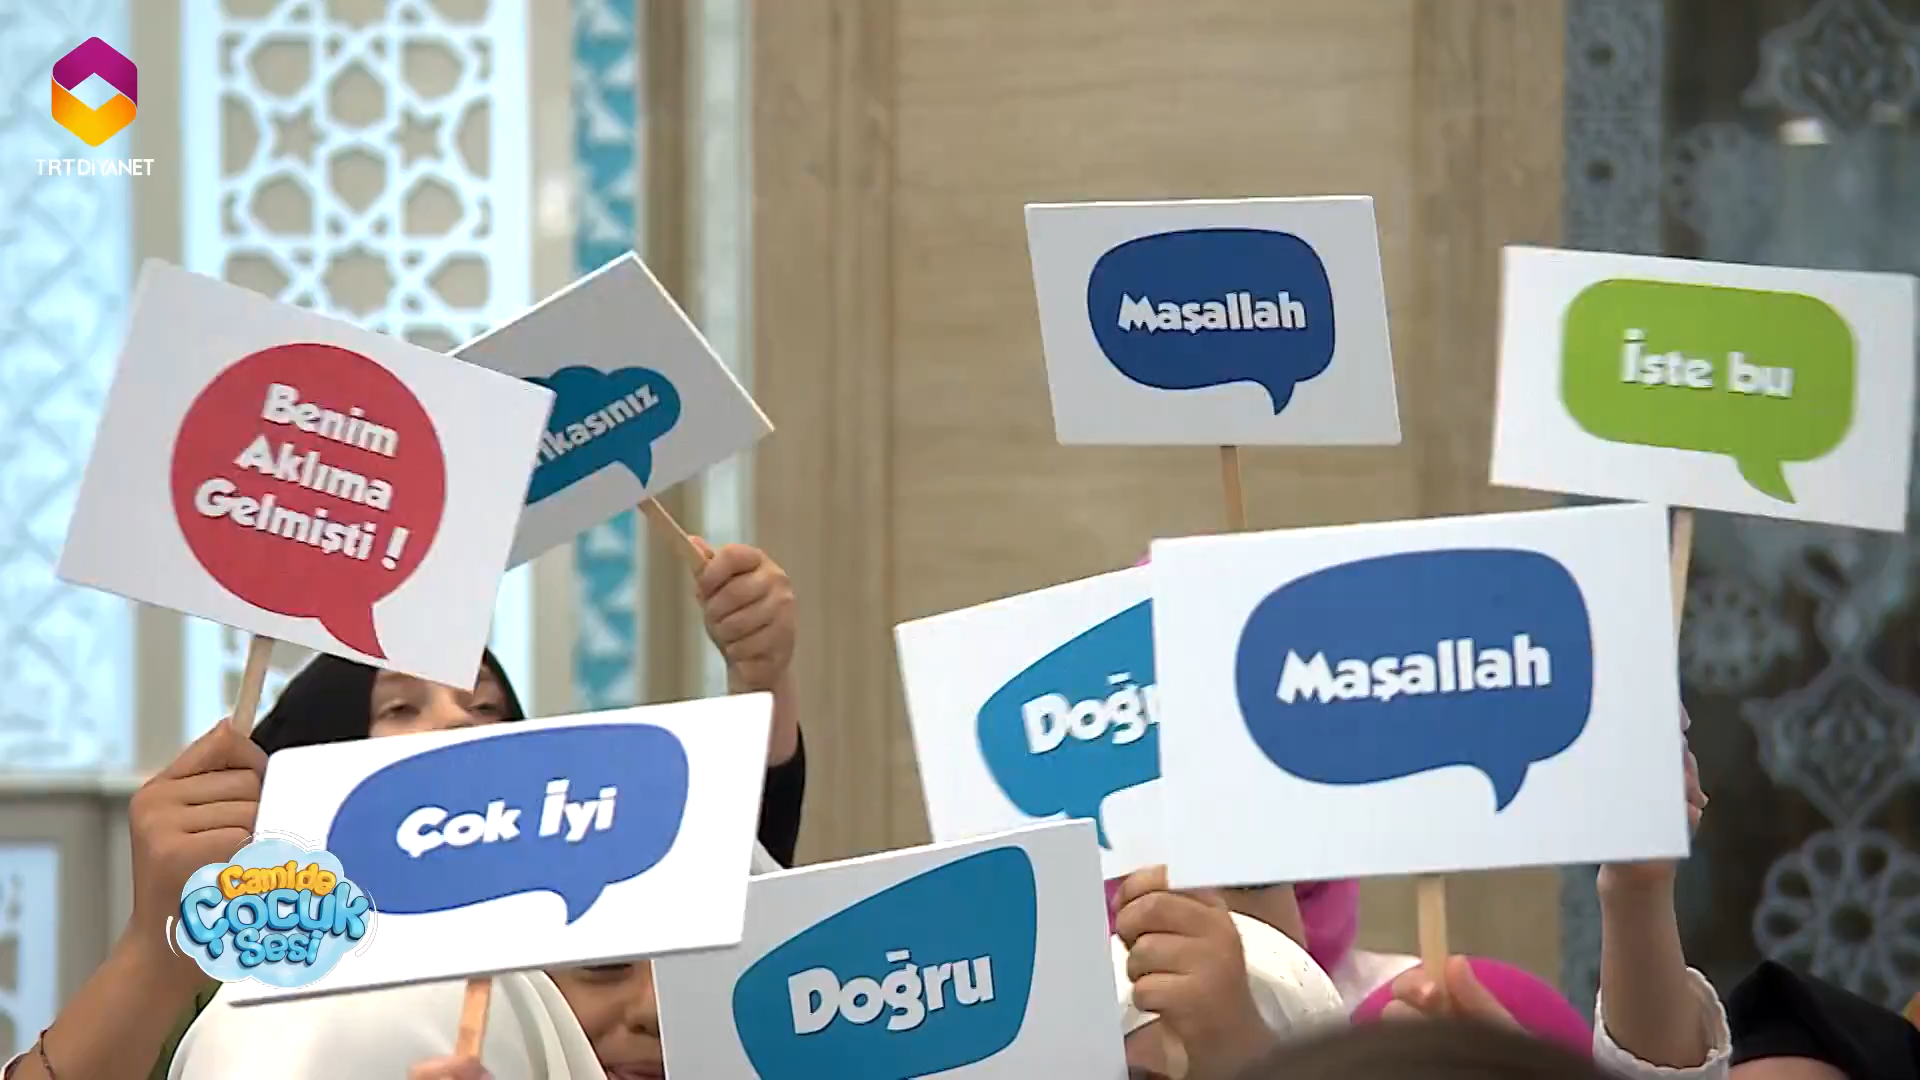 TRT DİYANET
Maşallah
İşte bu
Benim
Aklıma
Gelmişti !
Maşallah
Çok İyi
Doğru
Camide
Çocuk
Sesi